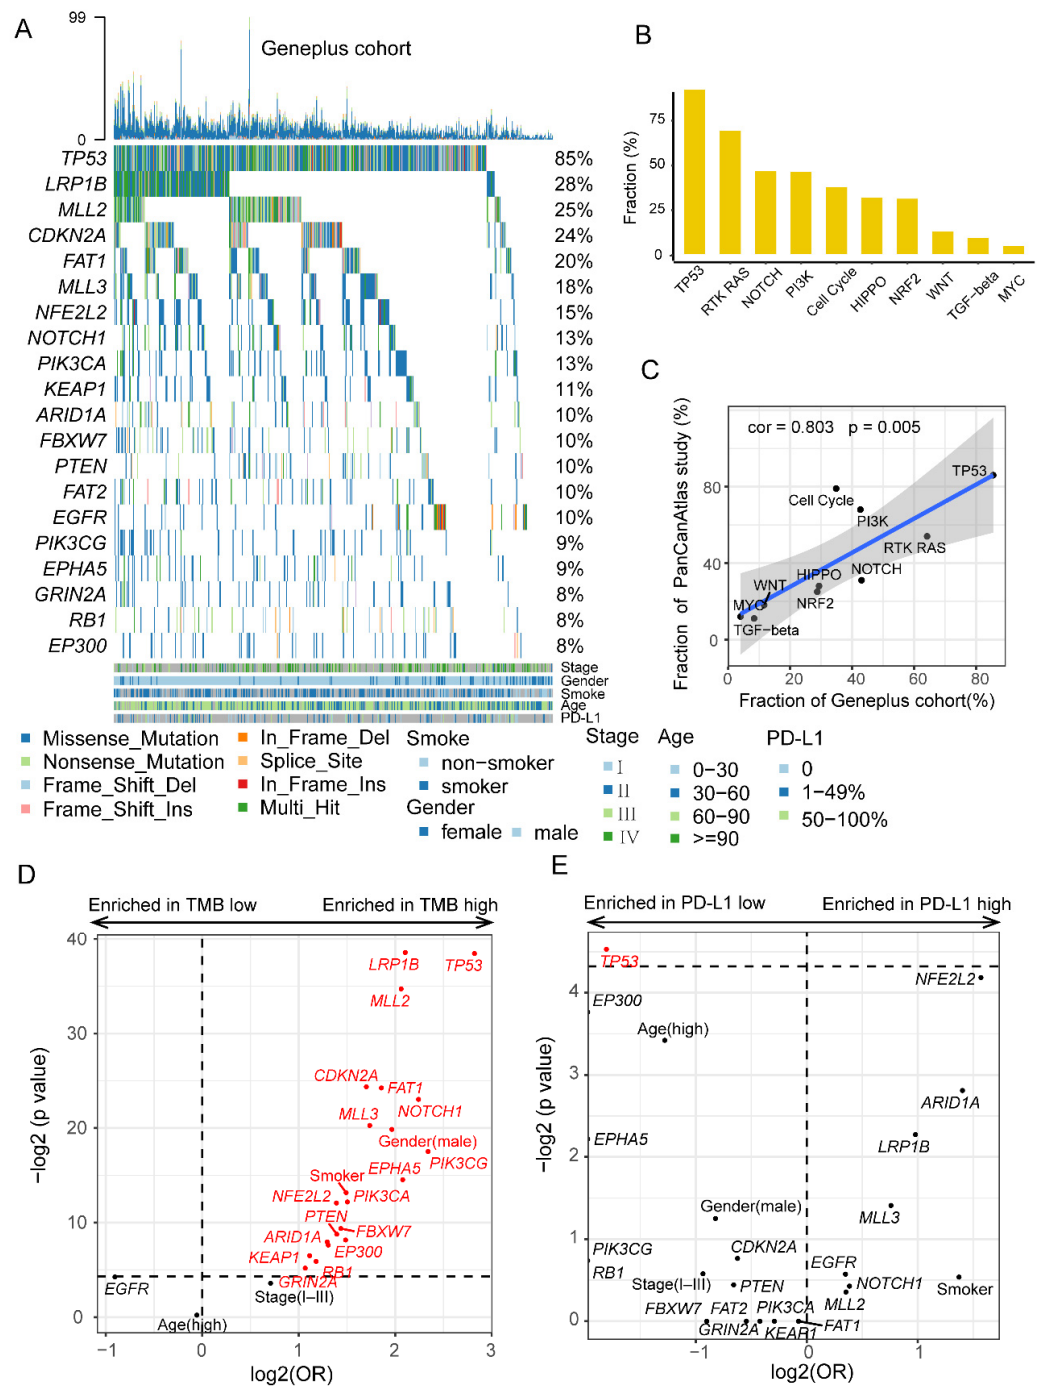 A
99
0
Geneplus cohort
TP53 85%
LRP1B 28%
MLL2 25%
CDKN2A 24%
FAT1 20%
MLL3 18%
NFE2L2 15%
NOTCH1 13%
PIK3CA 13%
KEAP1 11%
ARID1A 10%
FBXW7 10%
PTEN 10%
FAT2 10%
EGFR 10%
PIK3CG 9%
EPHA5 9%
GRIN2A 8%
RB1 8%
EP300 8%
Stage
Gender
Smoke
Age
PD-L1
Missense_Mutation
Nonsense_Mutation
Frame_Shift_Del
Frame_Shift_Ins
In_Frame_Del
Splice_Site
In_Frame_Ins
Multi_Hit
Smoke
non-smoker
smoker
Gender
female male
Stage
I
II
III
IV
Age
0-30
30-60
60-90
>=90
PD-L1
0
1-49%
50-100%
B
Fraction (%)
75
50
25
0
TP53
RTK RAS
NOTCH
PI3K
Cell Cycle
HIPPO
NRF2
WNT
TGF-beta
MYC
C
Fraction of PanCanAtlas study (%)
cor = 0.803 p = 0.005
80
40
0
TP53
Cell Cycle
PI3K
RTK RAS
NOTCH
HIPPO
WNT
NRF2
MYC
TGF-beta
0 20 40 60 80
Fraction of Geneplus cohort(%)
D
Enriched in TMB low Enriched in TMB high
−log2 (p value)
40
30
20
10
0
LRP1B
TP53
MLL2
CDKN2A
FAT1
NOTCH1
MLL3
Gender(male)
PIK3CG
EPHA5
Smoker
NFE2L2
PIK3CA
PTEN
FBXW7
ARID1A
EP300
KEAP1
RB1
GRIN2A
EGFR
Stage(I–III)
Age(high)
−1 0 1 2 3
log2(OR)
E
Enriched in PD-L1 low Enriched in PD-L1 high
−log2 (p value)
4
3
2
1
0
TP53
NFE2L2
EP300
Age(high)
ARID1A
EPHA5
LRP1B
Gender(male)
MLL3
PIK3CG
CDKN2A
EGFR
RB1
Stage(I–III)
PTEN
NOTCH1
Smoker
MLL2
FBXW7
FAT2
PIK3CA
GRIN2A
KEAP1
FAT1
−1 0 1
log2(OR)